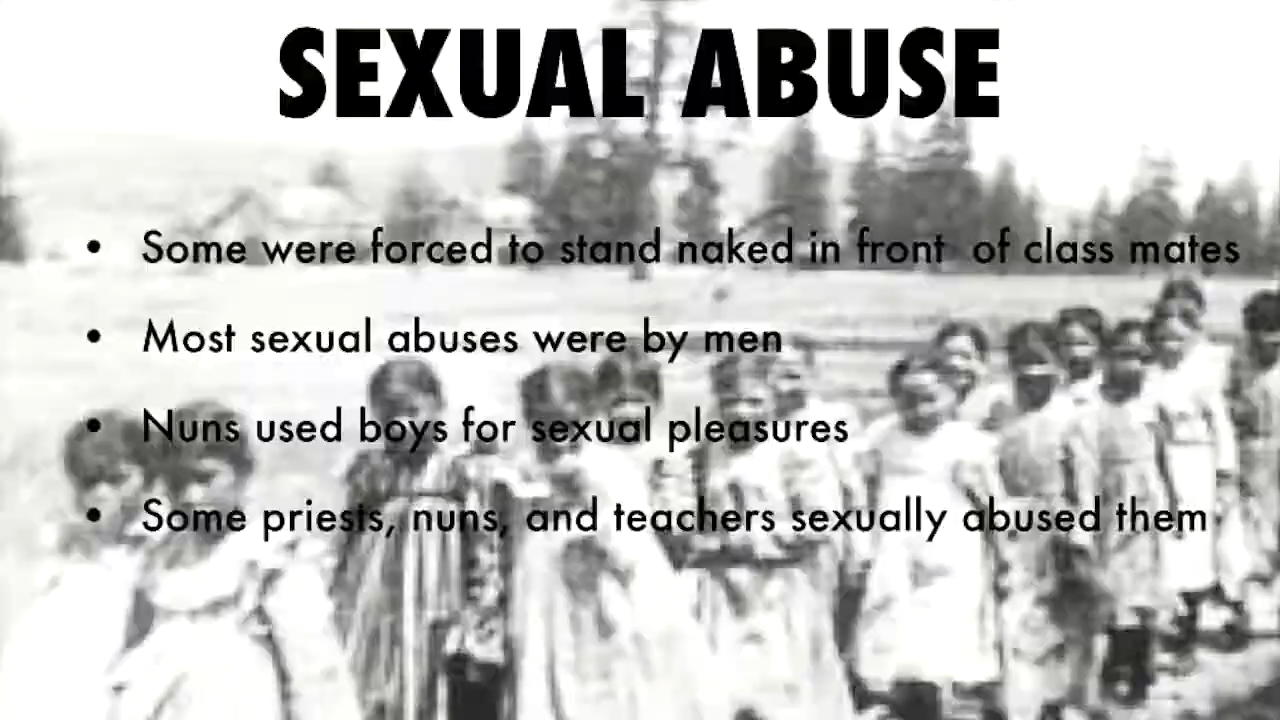 SEXUAL ABUSE
• Some were forced to stand naked in front  of class mates
• Most sexual abuses were by men
• Nuns used boys for sexual pleasures
• Some priests, nuns, and teachers sexually abused them